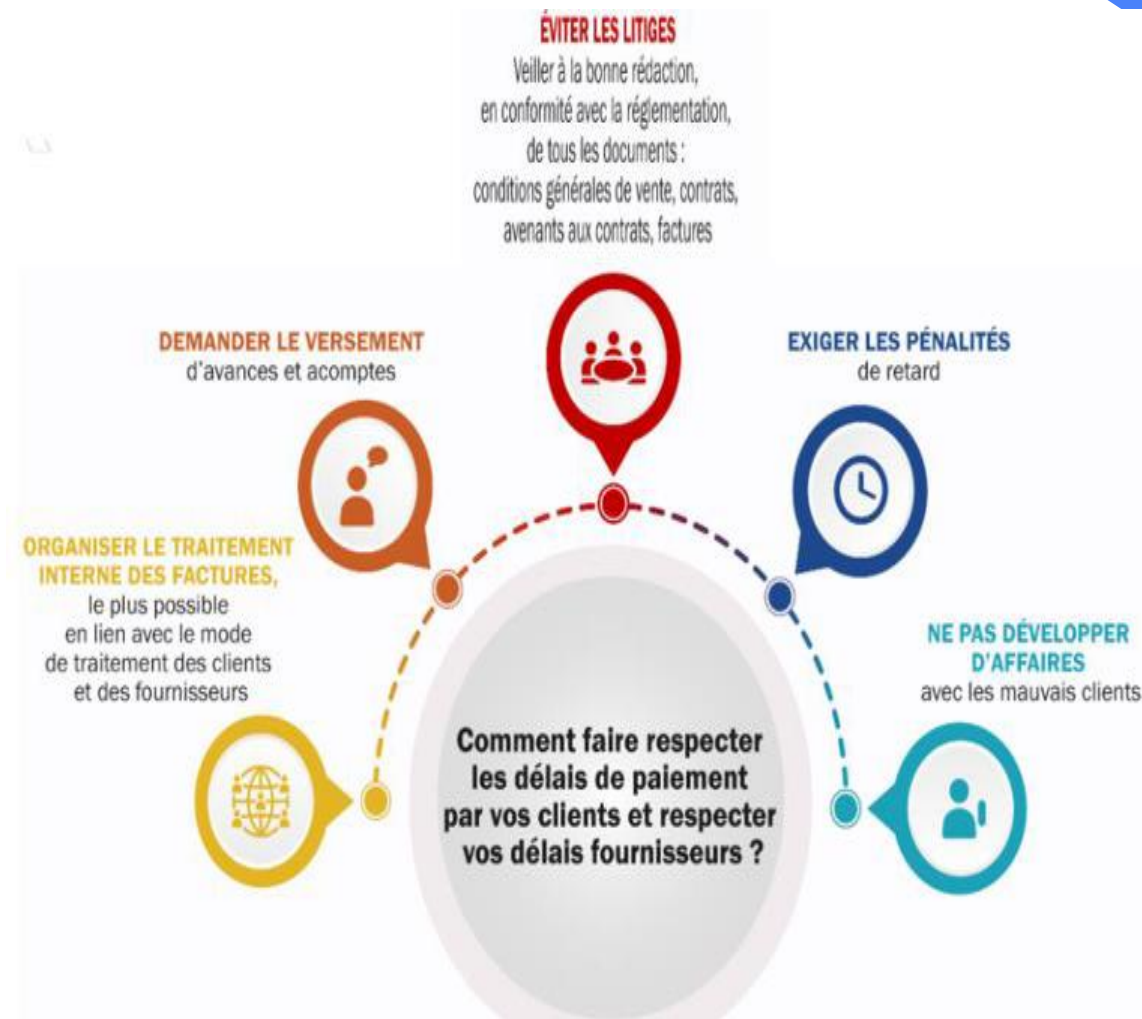 ÉVITER LES LITIGES
Veiller à la bonne rédaction,
en conformité avec la réglementation,
de tous les documents :
conditions générales de vente, contrats,
avenants aux contrats, factures
DEMANDER LE VERSEMENT
d'avances et acomptes
EXIGER LES PÉNALITÉS
de retard
ORGANISER LE TRAITEMENT
INTERNE DES FACTURES,
le plus possible
en lien avec le mode
de traitement des clients
et des fournisseurs
NE PAS DÉVELOPPER
D'AFFAIRES
avec les mauvais clients
Comment faire respecter
les délais de paiement
par vos clients et respecter
vos délais fournisseurs ?